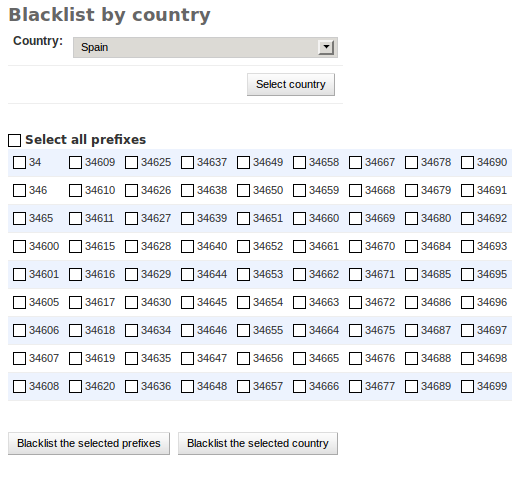 Blacklist by country
Country: Spain
Select country
Select all prefixes
34 34609 34625 34637 34649 34658 34667 34678 34690
346 34610 34626 34638 34650 34659 34668 34679 34691
3465 34611 34627 34639 34651 34660 34669 34680 34692
34600 34615 34628 34640 34652 34661 34670 34684 34693
34601 34616 34629 34644 34653 34662 34671 34685 34695
34605 34617 34630 34645 34654 34663 34672 34686 34696
34606 34618 34634 34646 34655 34664 34675 34687 34697
34607 34619 34635 34647 34656 34665 34676 34688 34698
34608 34620 34636 34648 34657 34666 34677 34689 34699
Blacklist the selected prefixes Blacklist the selected country